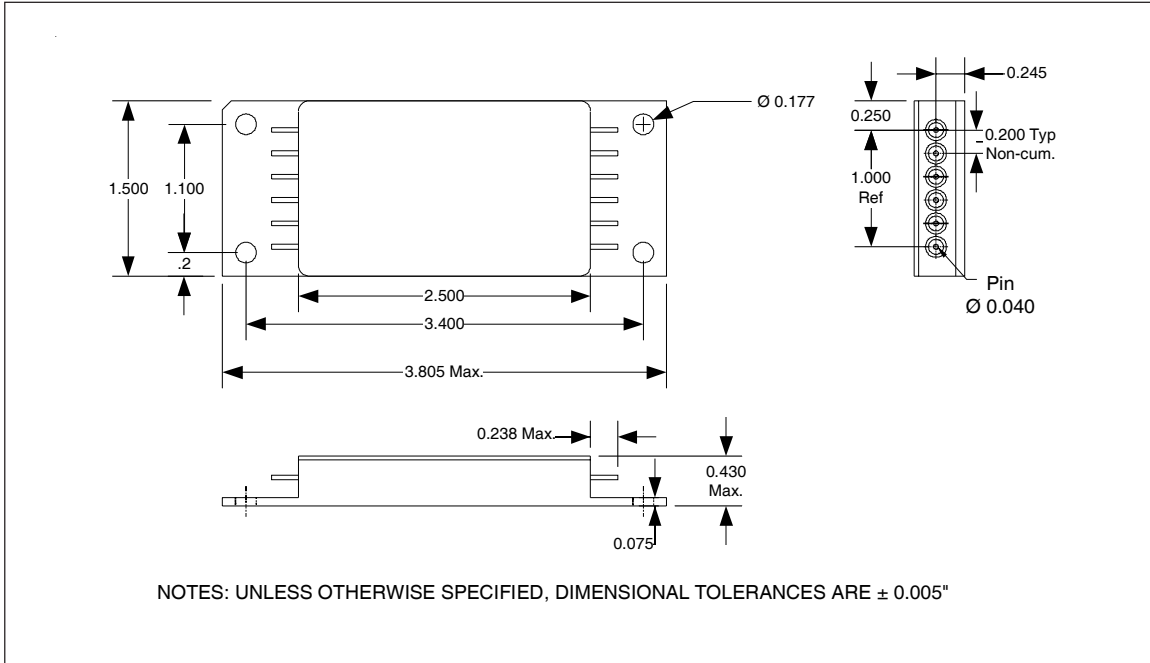 0.245
Ø 0.177
0.250
0.200 Typ
Non-cum.
1.500
1.100
1.000
Ref
.2
Pin
Ø 0.040
2.500
3.400
3.805 Max.
0.238 Max.
0.430
Max.
0.075
NOTES: UNLESS OTHERWISE SPECIFIED, DIMENSIONAL TOLERANCES ARE ± 0.005"